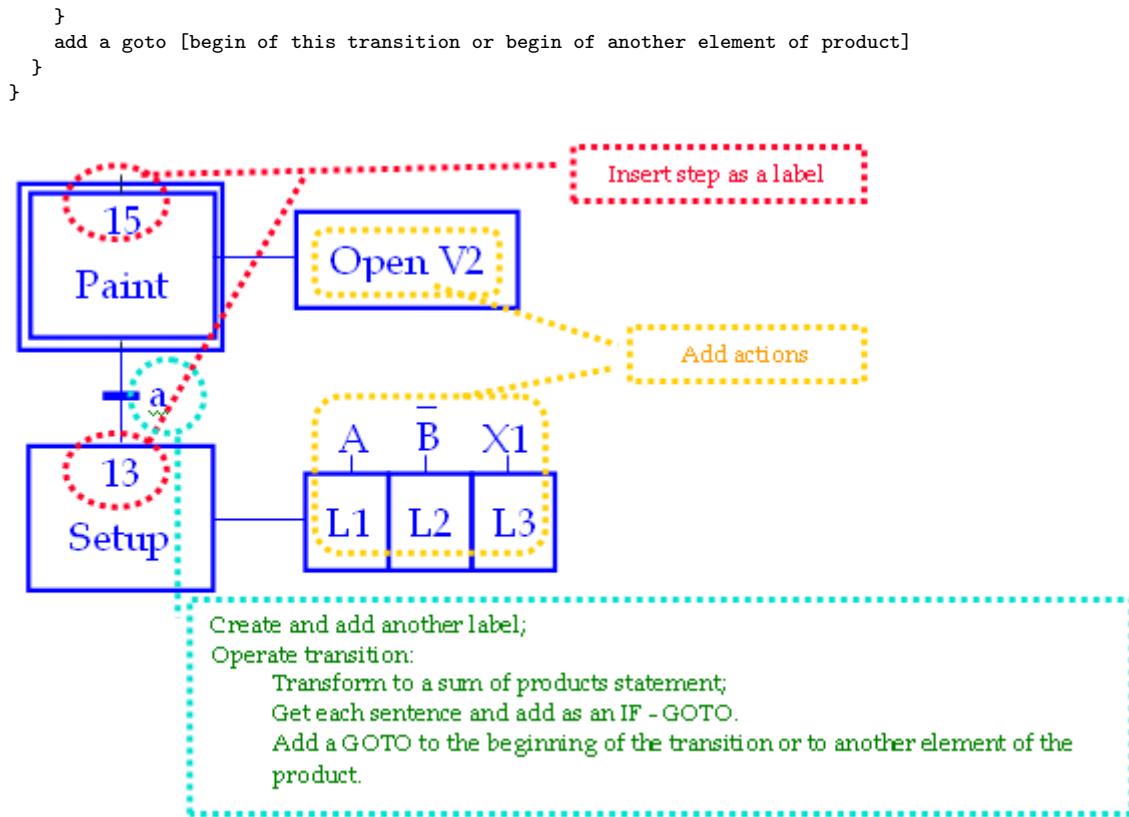 }
add a goto [begin of this transition or begin of another element of product]
}
}
Insert step as a label
15
Paint
Open V2
Add actions
a
A B̅ X1
13
Setup
L1 L2 L3
Create and add another label;
Operate transition:
Transform to a sum of products statement;
Get each sentence and add as an IF - GOTO.
Add a GOTO to the beginning of the transition or to another element of the
product.